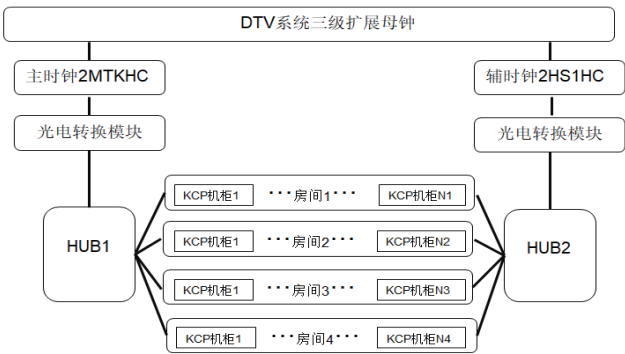 DTV系统三级扩展母钟
主时钟2MTKHC
辅时钟2HS1HC
光电转换模块
光电转换模块
HUB1
HUB2
KCP机柜1 ···房间1··· KCP机柜N1
KCP机柜1 ···房间2··· KCP机柜N2
KCP机柜1 ···房间3··· KCP机柜N3
KCP机柜1 ···房间4··· KCP机柜N4